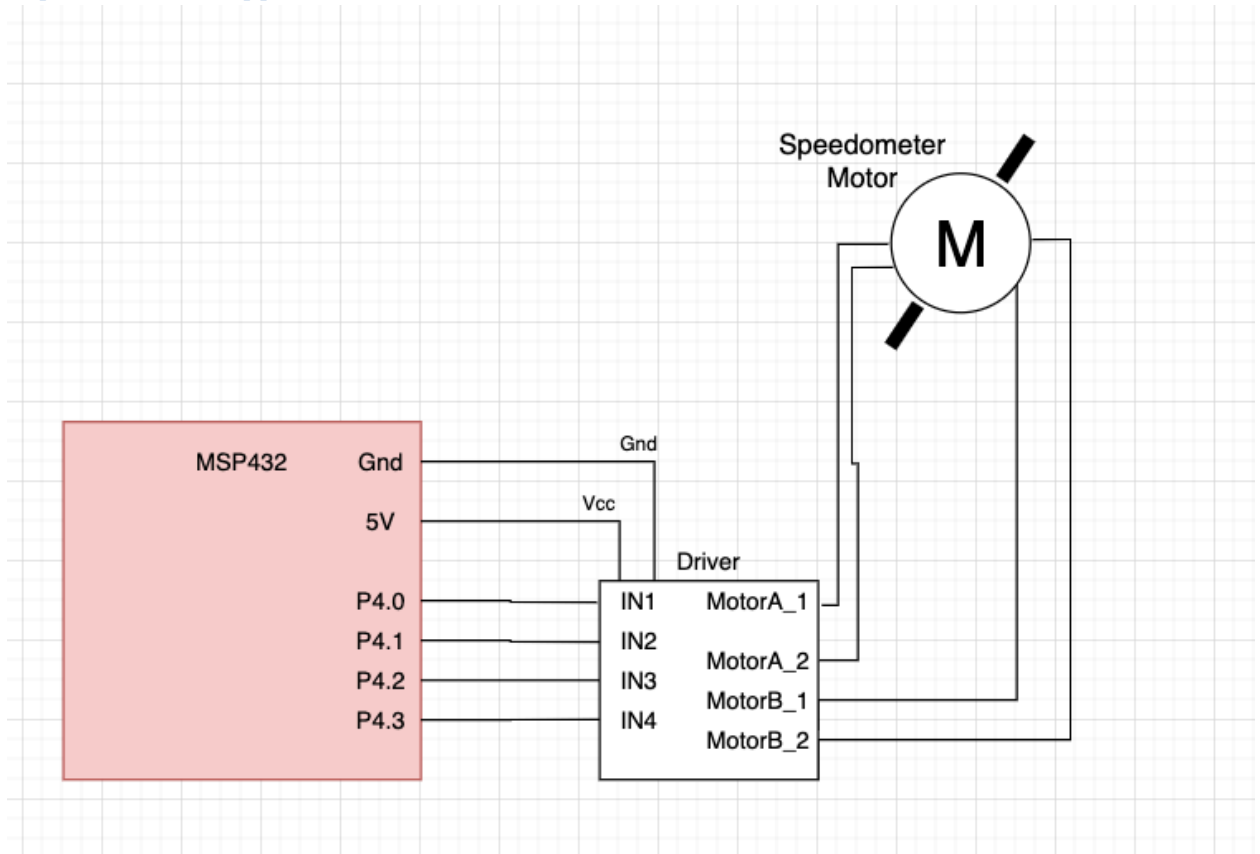 Speedometer
Motor
M
MSP432
Gnd
Gnd
5V
Vcc
Driver
P4.0
IN1
MotorA_1
P4.1
IN2
MotorA_2
P4.2
IN3
MotorB_1
P4.3
IN4
MotorB_2